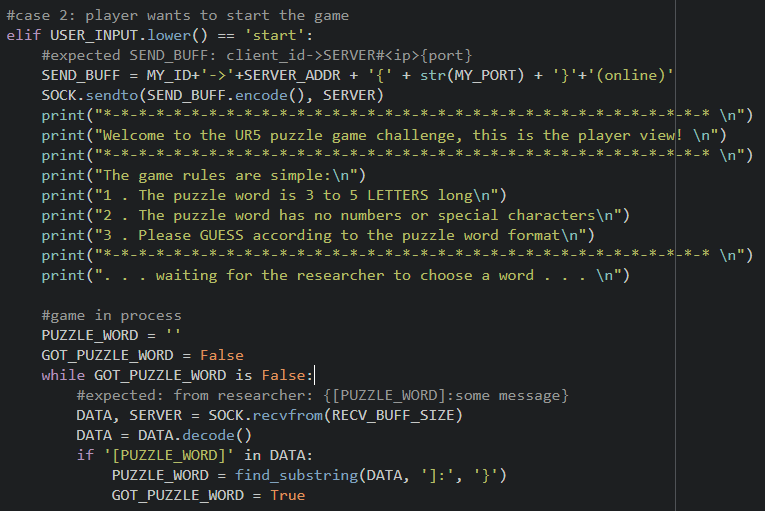 #case 2: player wants to start the game
elif USER_INPUT.lower() == 'start':
    #expected SEND_BUFF: client_id->SERVER#<ip>{port}
    SEND_BUFF = MY_ID+'->'+SERVER_ADDR + '{' + str(MY_PORT) + '}'+'(online)'
    SOCK.sendto(SEND_BUFF.encode(), SERVER)
    print("*-*-*-*-*-*-*-*-*-*-*-*-*-*-*-*-*-*-*-*-*-*-*-*-*-*-*-*-*-*-*-*-*-*-* \n")
    print("Welcome to the UR5 puzzle game challenge, this is the player view! \n")
    print("*-*-*-*-*-*-*-*-*-*-*-*-*-*-*-*-*-*-*-*-*-*-*-*-*-*-*-*-*-*-*-*-*-*-* \n")
    print("The game rules are simple:\n")
    print("1 . The puzzle word is 3 to 5 LETTERS long\n")
    print("2 . The puzzle word has no numbers or special characters\n")
    print("3 . Please GUESS according to the puzzle word format\n")
    print("*-*-*-*-*-*-*-*-*-*-*-*-*-*-*-*-*-*-*-*-*-*-*-*-*-*-*-*-*-*-*-*-*-*-* \n")
    print(". . . waiting for the researcher to choose a word . . . \n")

    #game in process
    PUZZLE_WORD = ''
    GOT_PUZZLE_WORD = False
    while GOT_PUZZLE_WORD is False:
        #expected: from researcher: {[PUZZLE_WORD]:some message}
        DATA, SERVER = SOCK.recvfrom(RECV_BUFF_SIZE)
        DATA = DATA.decode()
        if '[PUZZLE_WORD]' in DATA:
            PUZZLE_WORD = find_substring(DATA, ']:', '}')
            GOT_PUZZLE_WORD = True